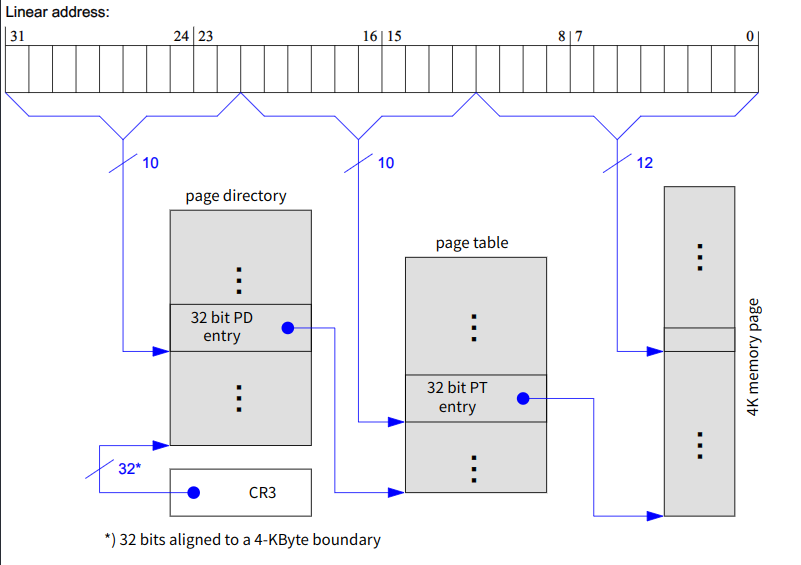 Linear address:
31 24 23 16 15 8 7 0
10 10 12
page directory
page table
32 bit PD
entry
32 bit PT
entry
4K memory page
32*
CR3
*) 32 bits aligned to a 4-KByte boundary